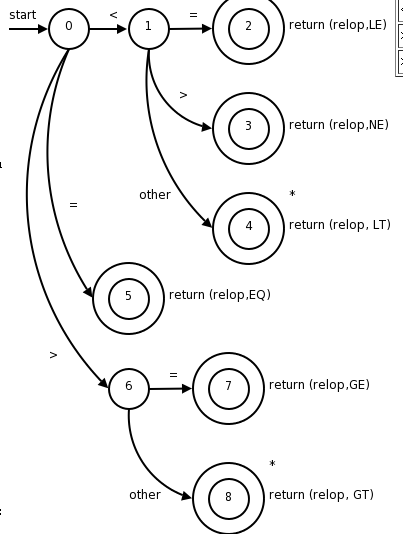 start
0
<
1
=
2
return (relop,LE)
>
3
return (relop,NE)
other
4
*
return (relop, LT)
=
5
return (relop,EQ)
>
6
=
7
return (relop,GE)
other
8
*
return (relop, GT)